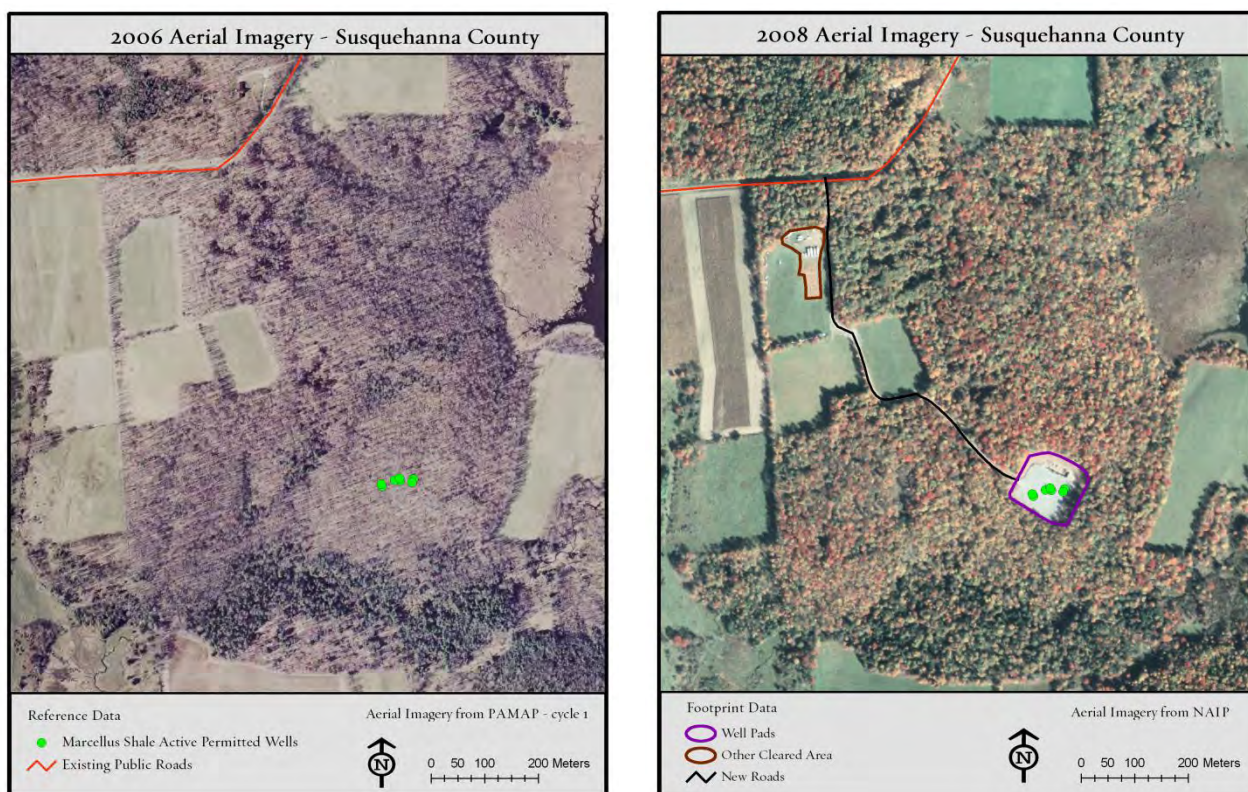 2006 Aerial Imagery - Susquehanna County
Reference Data
Aerial Imagery from PAMAP - cycle 1
Marcellus Shale Active Permitted Wells
Existing Public Roads
N
0 50 100 200 Meters
2008 Aerial Imagery - Susquehanna County
Footprint Data
Aerial Imagery from NAIP
Well Pads
Other Cleared Area
New Roads
N
0 50 100 200 Meters